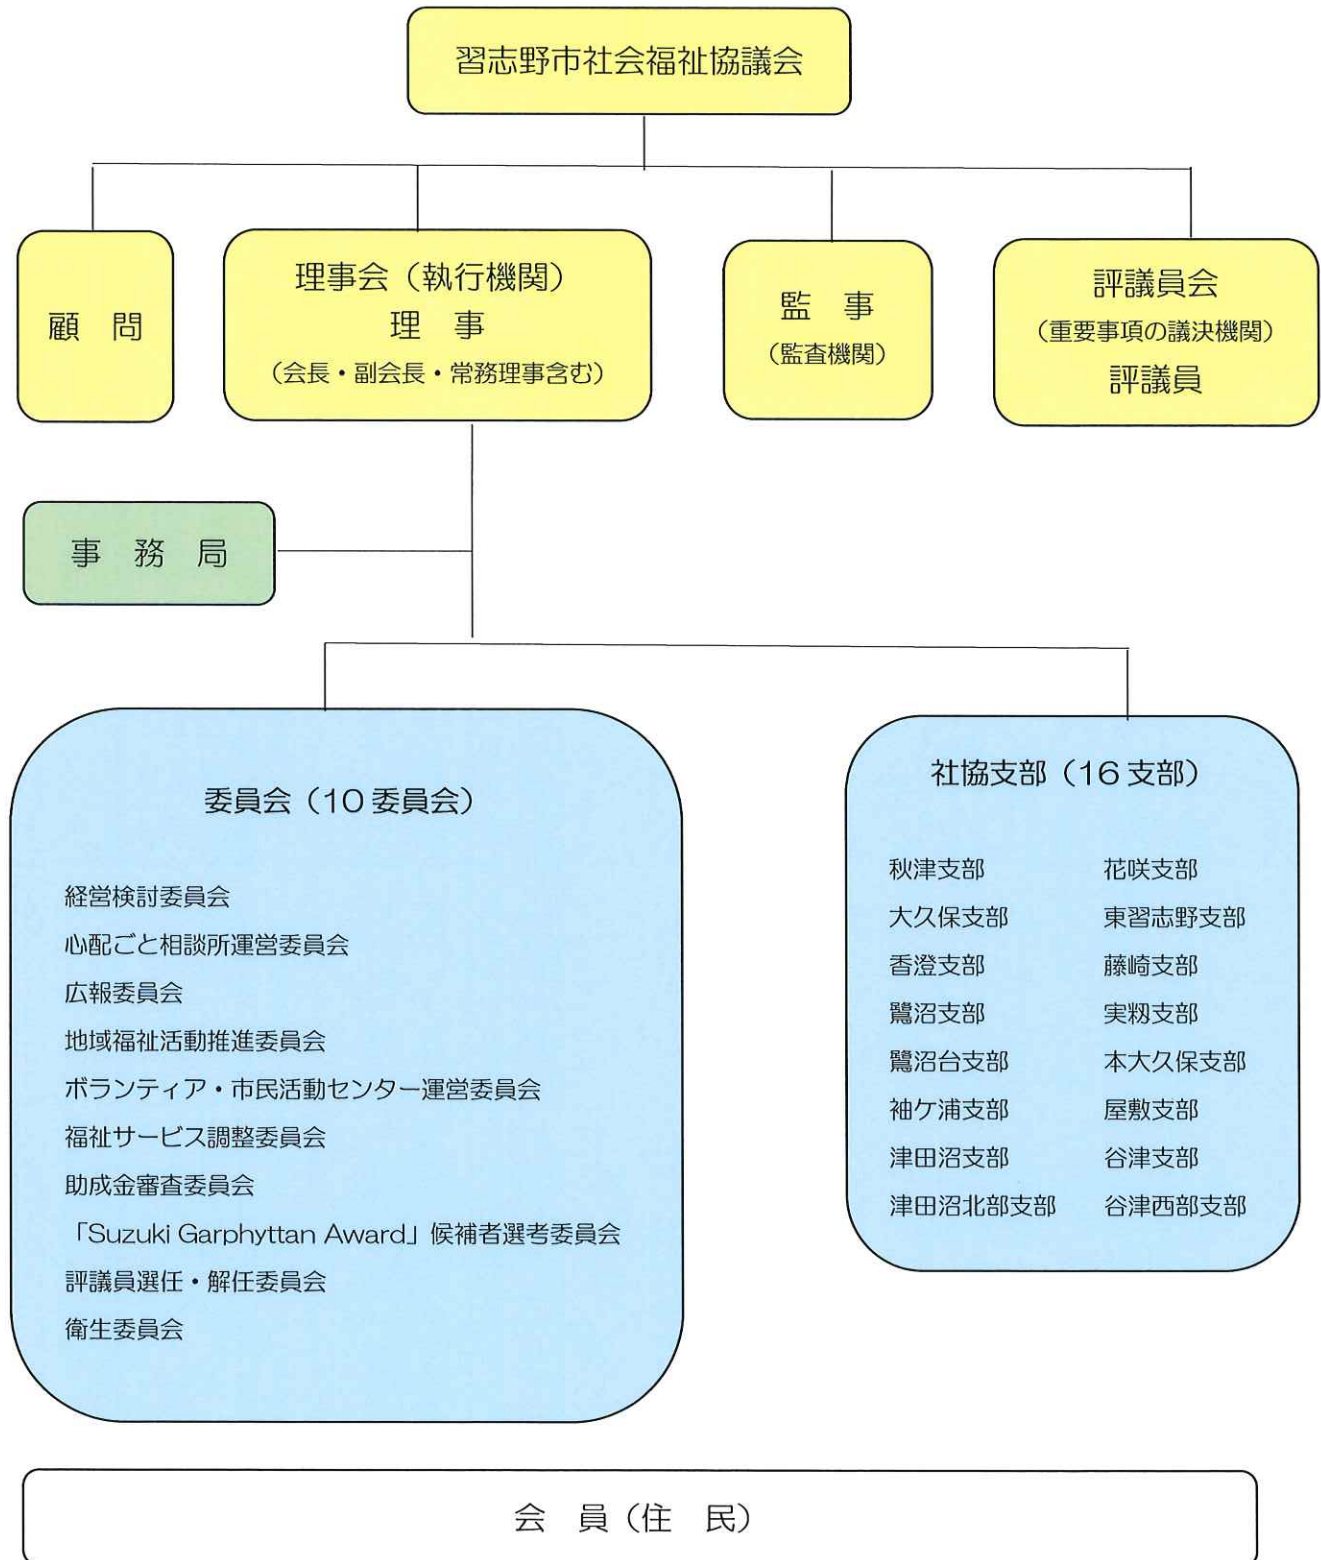 習志野市社会福祉協議会
顧　問
理事会（執行機関）
理　事
（会長・副会長・常務理事含む）
監　事
（監査機関）
評議員会
（重要事項の議決機関）
評議員
事　務　局
委員会（10 委員会）
経営検討委員会
心配ごと相談所運営委員会
広報委員会
地域福祉活動推進委員会
ボランティア・市民活動センター運営委員会
福祉サービス調整委員会
助成金審査委員会
「Suzuki Garphyttan Award」候補者選考委員会
評議員選任・解任委員会
衛生委員会
社協支部（16 支部）
秋津支部　花咲支部
大久保支部　東習志野支部
香澄支部　藤崎支部
鷺沼支部　実籾支部
鷺沼台支部　本大久保支部
袖ケ浦支部　屋敷支部
津田沼支部　谷津支部
津田沼北部支部　谷津西部支部
会　員（住　民）